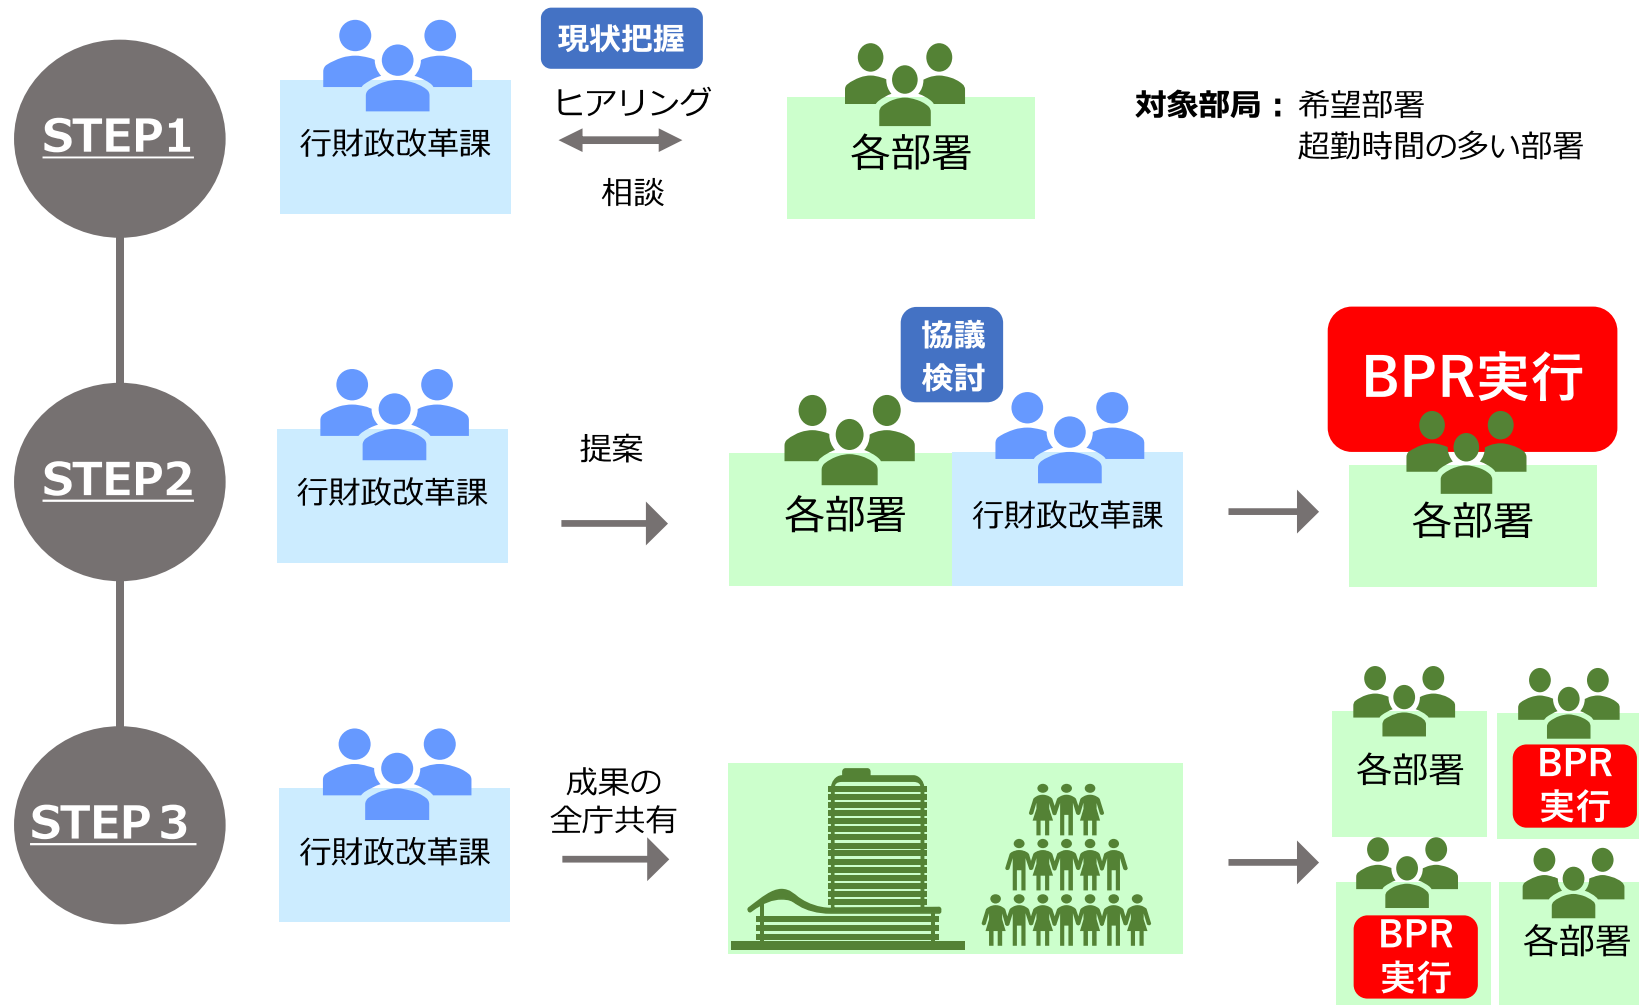 STEP1
行財政改革課
現状把握
ヒアリング
相談
各部署
対象部局：希望部署
超勤時間の多い部署
STEP2
行財政改革課
提案
協議
検討
各部署
行財政改革課
BPR実行
各部署
STEP３
行財政改革課
成果の
全庁共有
各部署
BPR
実行
BPR
実行
各部署